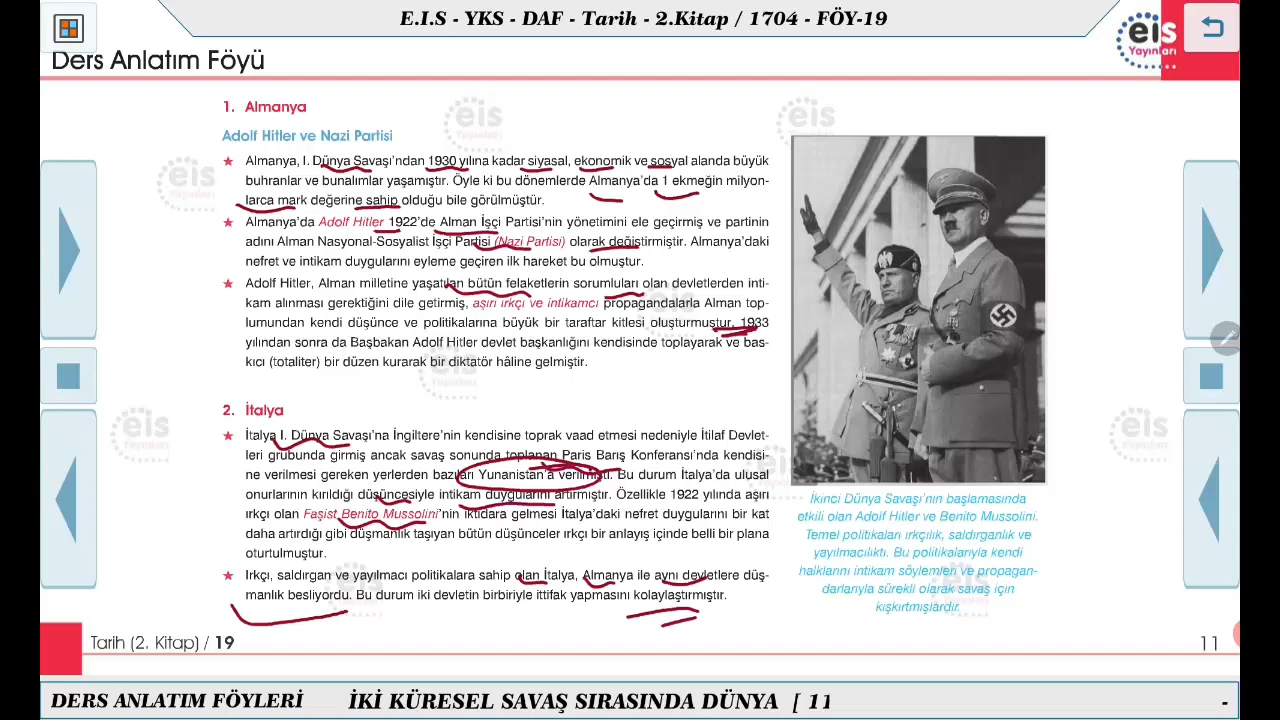 E.I.S - YKS - DAF - Tarih - 2.Kitap / 1704 - FÖY-19
eis
Yayınları
Ders Anlatım Föyü
1. Almanya
Adolf Hitler ve Nazi Partisi
Almanya, I. Dünya Savaşı'ndan 1930 yılına kadar siyasal, ekonomik ve sosyal alanda büyük
buhranlar ve bunalımlar yaşamıştır. Öyle ki bu dönemlerde Almanya'da 1 ekmeğin milyon-
larca mark değerine sahip olduğu bile görülmüştür.
Almanya'da Adolf Hitler 1922'de Alman İşçi Partisi'nin yönetimini ele geçirmiş ve partinin
adını Alman Nasyonal-Sosyalist İşçi Partisi (Nazi Partisi) olarak değiştirmiştir. Almanya'daki
nefret ve intikam duygularını eyleme geçiren ilk hareket bu olmuştur.
Adolf Hitler, Alman milletine yaşatılan bütün felaketlerin sorumluları olan devletlerden inti-
kam alınması gerektiğini dile getirmiş, aşırı ırkçı ve intikamcı propagandalarla Alman top-
lumundan kendi düşünce ve politikalarına büyük bir taraftar kitlesi oluşturmuştur. 1933
yılından sonra da Başbakan Adolf Hitler devlet başkanlığını kendisinde toplayarak ve bas-
kıcı (totaliter) bir düzen kurarak bir diktatör hâline gelmiştir.
2. İtalya
İtalya I. Dünya Savaşı'na İngiltere'nin kendisine toprak vaad etmesi nedeniyle İtilaf Devlet-
leri grubunda girmiş ancak savaş sonunda toplanan Paris Barış Konferansı'nda kendisi-
ne verilmesi gereken yerlerden bazıları Yunanistan'a verilmişti. Bu durum İtalya'da ulusal
onurlarının kırıldığı düşüncesiyle intikam duygularını artırmıştır. Özellikle 1922 yılında aşırı
ırkçı olan Faşist Benito Mussolini'nin iktidara gelmesi İtalya'daki nefret duygularını bir kat
daha artırdığı gibi düşmanlık taşıyan bütün düşünceler ırkçı bir anlayış içinde belli bir plana
oturtulmuştur.
Irkçı, saldırgan ve yayılmacı politikalara sahip olan İtalya, Almanya ile aynı devletlere düş-
manlık besliyordu. Bu durum iki devletin birbiriyle ittifak yapmasını kolaylaştırmıştır.
İkinci Dünya Savaşı'nın başlamasında
etkili olan Adolf Hitler ve Benito Mussolini.
Temel politikaları ırkçılık, saldırganlık ve
yayılmacılıktı. Bu politikalarıyla kendi
halklarını intikam söylemleri ve propagan-
darlarıyla sürekli olarak savaş için
kışkırtmışlardır.
Tarih (2. Kitap) / 19
11
DERS ANLATIM FÖYLERİ İKİ KÜRESEL SAVAŞ SIRASINDA DÜNYA [ 11 -